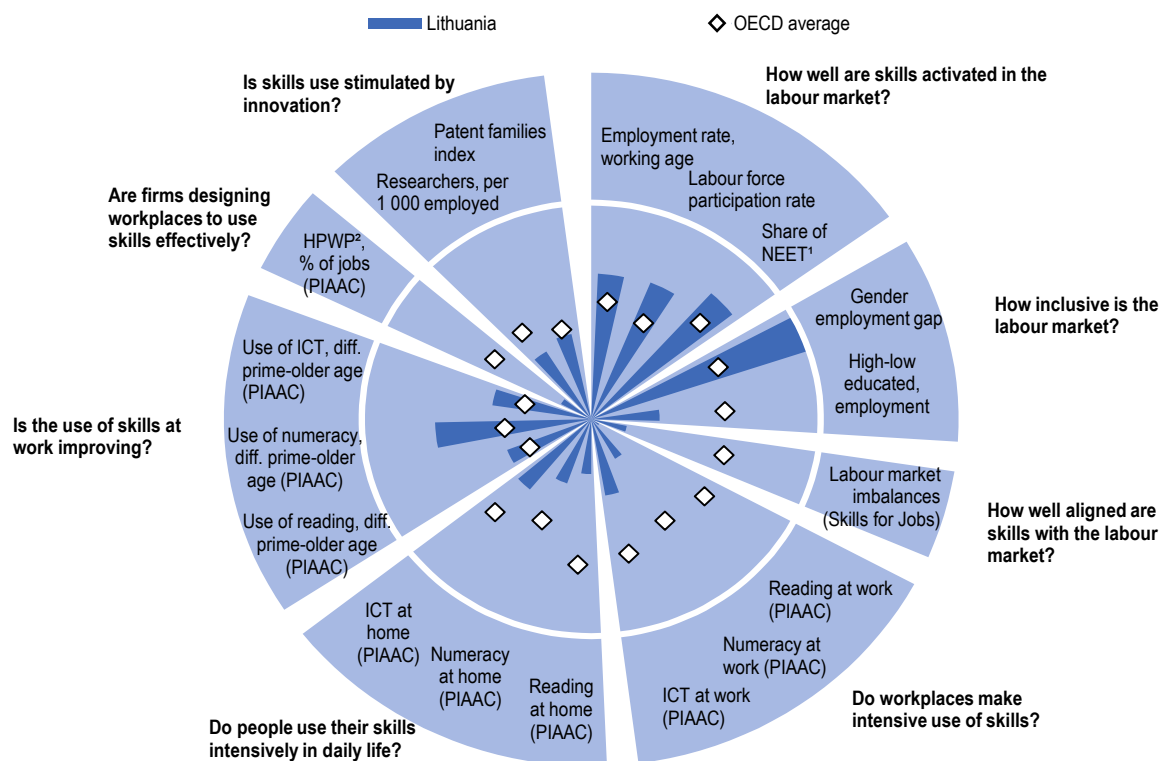 Lithuania
OECD average
Is skills use stimulated by
innovation?
How well are skills activated in the
labour market?
Patent families
index
Researchers, per
1 000 employed
Employment rate,
working age
Labour force
participation rate
Share of
NEET¹
Are firms designing
workplaces to use
skills effectively?
HPWP²,
% of jobs
(PIAAC)
Gender
employment gap
High-low
educated,
employment
How inclusive is the
labour market?
Use of ICT, diff.
prime-older age
(PIAAC)
Use of numeracy,
diff. prime-older
age (PIAAC)
Use of reading, diff.
prime-older age
(PIAAC)
Is the use of skills at
work improving?
Labour market
imbalances
(Skills for Jobs)
How well aligned are
skills with the labour
market?
ICT at
home
(PIAAC)
Numeracy
at home
(PIAAC)
Reading
at home
(PIAAC)
Reading at work
(PIAAC)
Numeracy at
work (PIAAC)
ICT at work
(PIAAC)
Do people use their skills
intensively in daily life?
Do workplaces make
intensive use of skills?